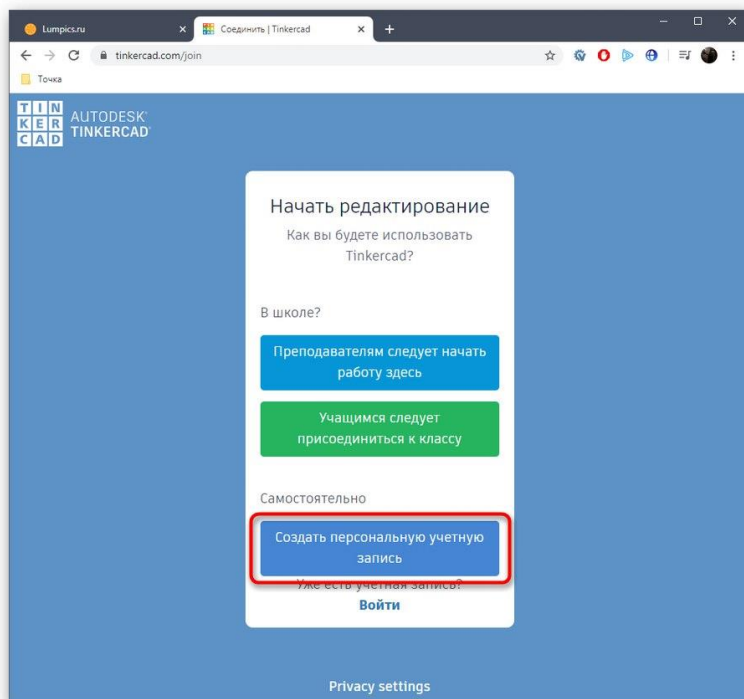 Lumpics.ru
Соединить | Tinkercad
tinkercad.com/join
Точка
TIN
KER
CAD
AUTODESK®
TINKERCAD®
Начать редактирование
Как вы будете использовать
Tinkercad?
В школе?
Преподавателям следует начать
работу здесь
Учащимся следует
присоединиться к классу
Самостоятельно
Создать персональную учетную
запись
Уже есть учетная запись?
Войти
Privacy settings